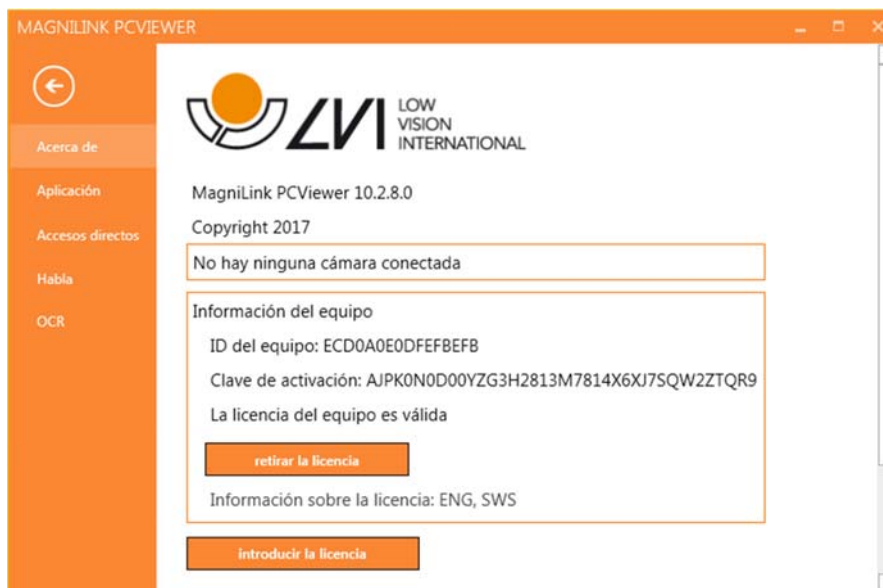 MAGNILINK PCVIEWER
Acerca de
Aplicación
Accesos directos
Habla
OCR
LVI LOW
VISION
INTERNATIONAL
MagniLink PCViewer 10.2.8.0
Copyright 2017
No hay ninguna cámara conectada
Información del equipo
ID del equipo: ECD0A0E0DFEFBEFB
Clave de activación: AJPK0N0D00YZG3H2813M7814X6XJ7SQW2ZTQR9
La licencia del equipo es válida
retirar la licencia
Información sobre la licencia: ENG, SWS
introducir la licencia